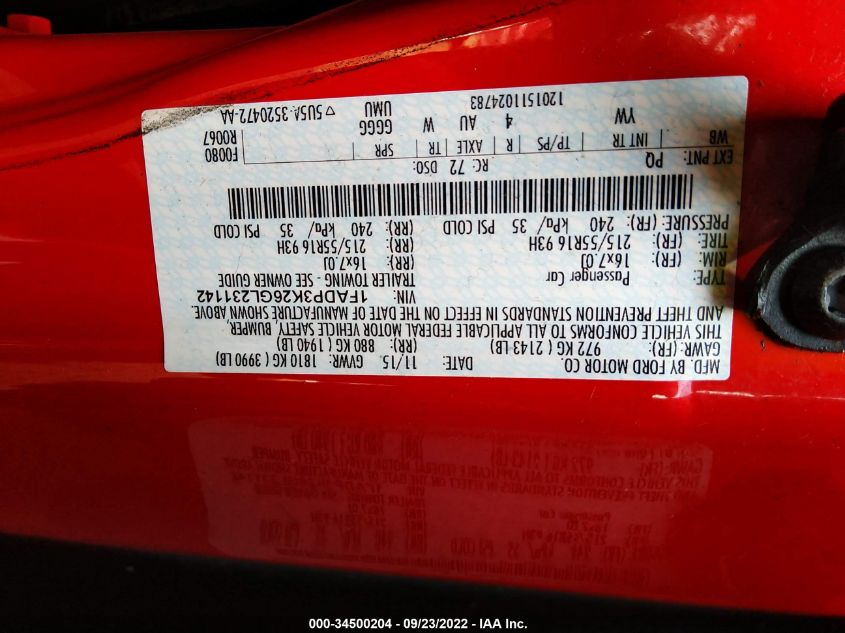 MFD. BY FORD MOTOR CO.
DATE: 11/15 GVWR: 1810 KG ( 3990 LB)
GAWR: (FR): 972 KG ( 2143 LB) (RR): 880 KG ( 1940 LB)
THIS VEHICLE CONFORMS TO ALL APPLICABLE FEDERAL MOTOR VEHICLE SAFETY, BUMPER,
AND THEFT PREVENTION STANDARDS IN EFFECT ON THE DATE OF MANUFACTURE SHOWN ABOVE.
VIN: 1FADP3K26GL231142
TYPE: Passenger Car TRAILER TOWING - SEE OWNER GUIDE
RIM: 16x7.0J (RR): 16x7.0J
TIRE: (FR): 215/55R16 93H (RR): 215/55R16 93H
PRESSURE: (FR): 240 kPa/ 35 PSI COLD (RR): 240 kPa/ 35 PSI COLD
EXT PNT: PQ RC: 72 DSO: F0080
WB INT TR TP/PS R AXLE TR SPR R0067
YW 4 AU W GGGG
UMU
1201511024783 5U5A-3520472-AA
000-34500204 - 09/23/2022 - IAA Inc.